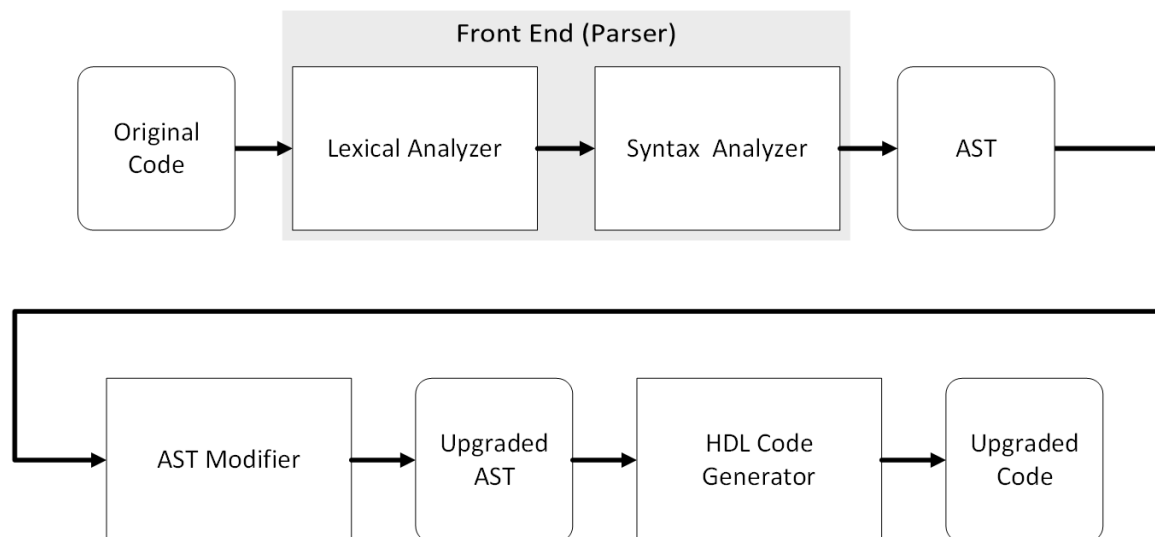 Front End (Parser)
Original
Code
Lexical Analyzer
Syntax Analyzer
AST
AST Modifier
Upgraded
AST
HDL Code
Generator
Upgraded
Code